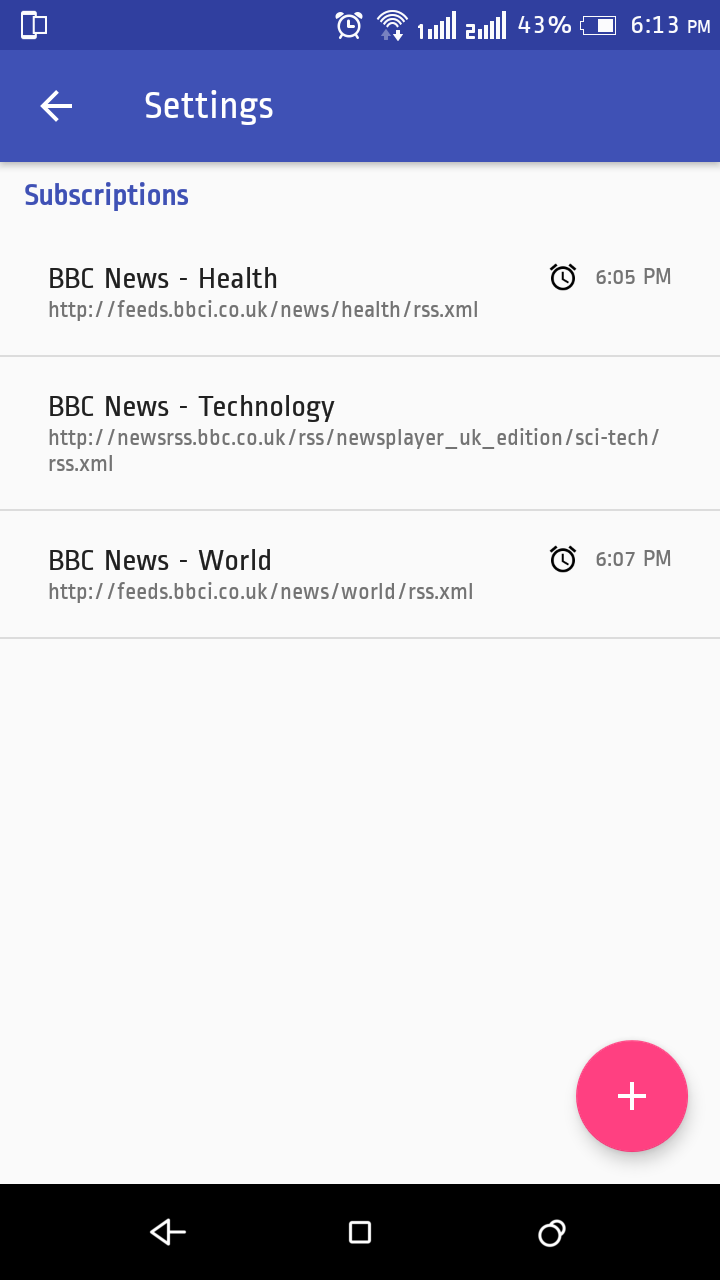 1 2 43% 6:13 PM
Settings
Subscriptions
BBC News - Health 6:05 PM
http://feeds.bbci.co.uk/news/health/rss.xml
BBC News - Technology
http://newsrss.bbc.co.uk/rss/newsplayer_uk_edition/sci-tech/
rss.xml
BBC News - World 6:07 PM
http://feeds.bbci.co.uk/news/world/rss.xml